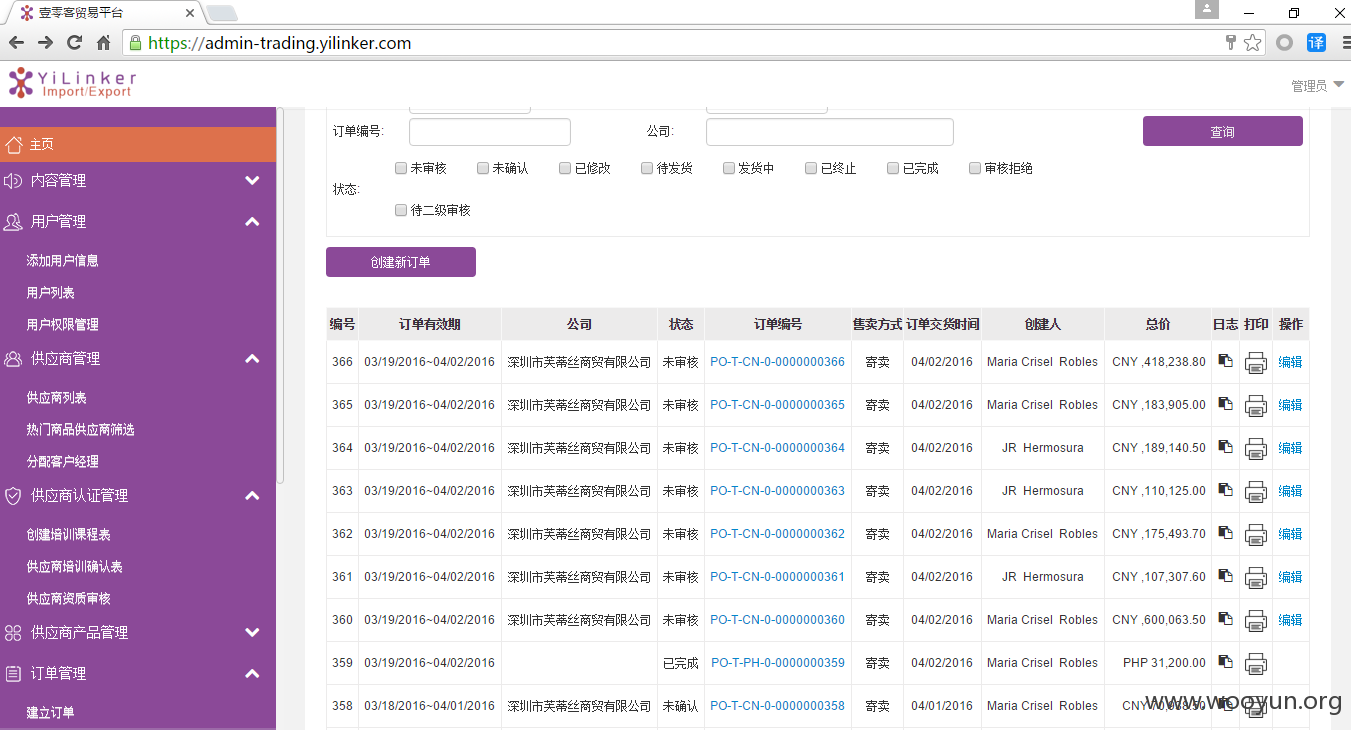 壹零客贸易平台
https://admin-trading.yilinker.com
译
YiLinker
Import/Export
管理员
主页
内容管理
用户管理
添加用户信息
用户列表
用户权限管理
供应商管理
供应商列表
热门商品供应商筛选
分配客户经理
供应商认证管理
创建培训课程表
供应商培训确认表
供应商资质审核
供应商产品管理
订单管理
建立订单
订单编号: 公司: 查询
状态: 未审核 未确认 已修改 待发货 发货中 已终止 已完成 审核拒绝
待二级审核
创建新订单
编号 订单有效期 公司 状态 订单编号 售卖方式 订单交货时间 创建人 总价 日志 打印 操作
366 03/19/2016~04/02/2016 深圳市芙蒂丝商贸有限公司 未审核 PO-T-CN-0-0000000366 寄卖 04/02/2016 Maria Crisel Robles CNY ,418,238.80 编辑
365 03/19/2016~04/02/2016 深圳市芙蒂丝商贸有限公司 未审核 PO-T-CN-0-0000000365 寄卖 04/02/2016 Maria Crisel Robles CNY ,183,905.00 编辑
364 03/19/2016~04/02/2016 深圳市芙蒂丝商贸有限公司 未审核 PO-T-CN-0-0000000364 寄卖 04/02/2016 JR Hermosura CNY ,189,140.50 编辑
363 03/19/2016~04/02/2016 深圳市芙蒂丝商贸有限公司 未审核 PO-T-CN-0-0000000363 寄卖 04/02/2016 JR Hermosura CNY ,110,125.00 编辑
362 03/19/2016~04/02/2016 深圳市芙蒂丝商贸有限公司 未审核 PO-T-CN-0-0000000362 寄卖 04/02/2016 Maria Crisel Robles CNY ,175,493.70 编辑
361 03/19/2016~04/02/2016 深圳市芙蒂丝商贸有限公司 未审核 PO-T-CN-0-0000000361 寄卖 04/02/2016 JR Hermosura CNY ,107,307.60 编辑
360 03/19/2016~04/02/2016 深圳市芙蒂丝商贸有限公司 未审核 PO-T-CN-0-0000000360 寄卖 04/02/2016 Maria Crisel Robles CNY ,600,063.50 编辑
359 03/19/2016~04/02/2016 已完成 PO-T-PH-0-0000000359 寄卖 04/02/2016 Maria Crisel Robles PHP 31,200.00
358 03/18/2016~04/01/2016 深圳市芙蒂丝商贸有限公司 未确认 PO-T-CN-0-0000000358 寄卖 04/01/2016 Maria Crisel Robles CNY
www.wooyun.org